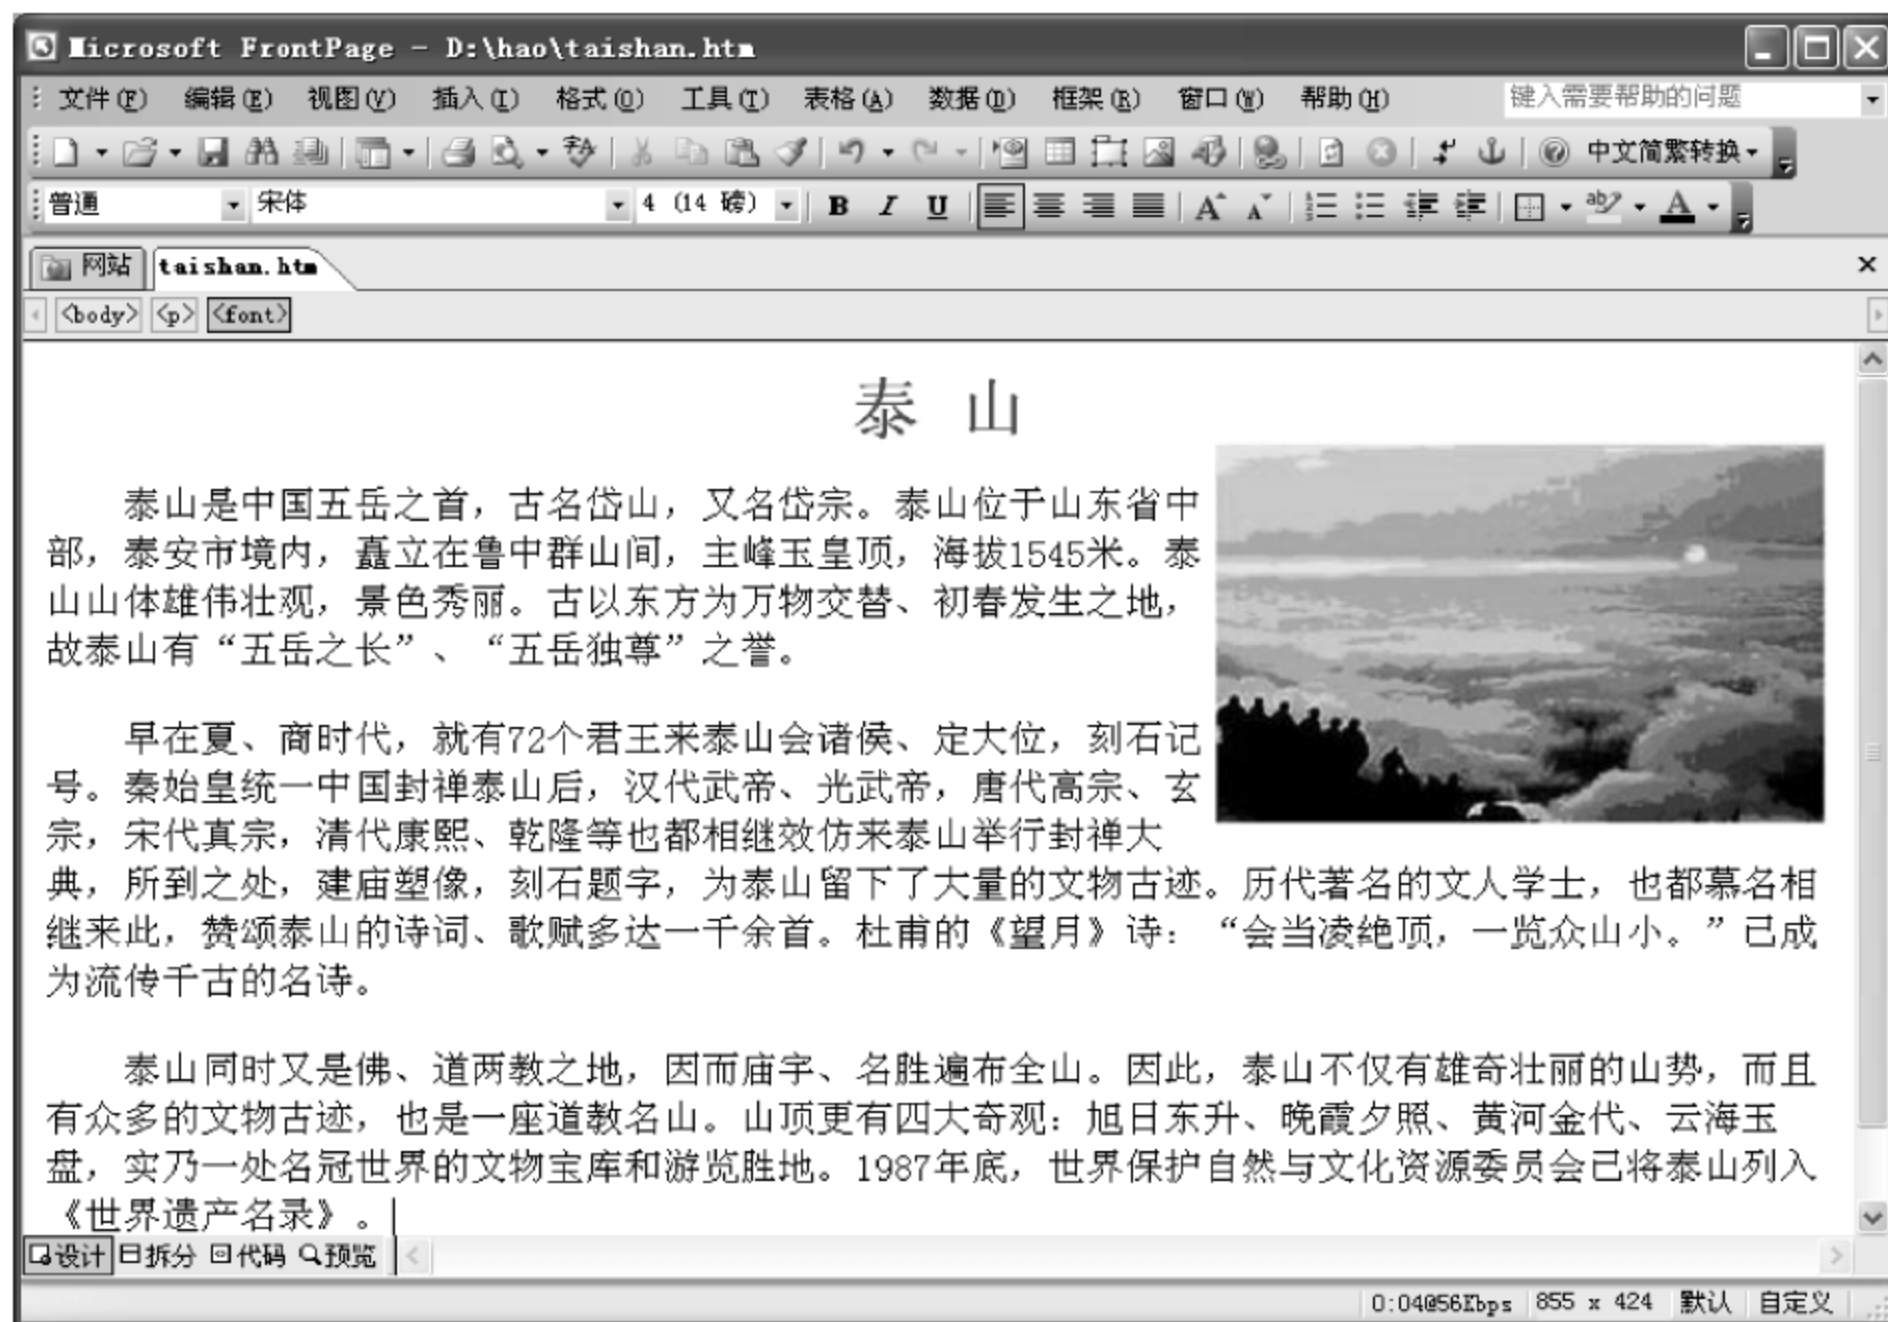 Microsoft FrontPage - D:\hao\taishan.htm
文件(F) 编辑(E) 视图(V) 插入(I) 格式(O) 工具(T) 表格(A) 数据(D) 框架(R) 窗口(W) 帮助(H) 键入需要帮助的问题
中文简繁转换
普通 宋体 4 (14 磅) B I U A A ab A
网站 taishan.htm
<body> <p> <font>
泰 山
泰山是中国五岳之首，古名岱山，又名岱宗。泰山位于山东省中
部，泰安市境内，矗立在鲁中群山间，主峰玉皇顶，海拔1545米。泰
山山体雄伟壮观，景色秀丽。古以东方为万物交替、初春发生之地，
故泰山有“五岳之长”、“五岳独尊”之誉。
早在夏、商时代，就有72个君王来泰山会诸侯、定大位，刻石记
号。秦始皇统一中国封禅泰山后，汉代武帝、光武帝，唐代高宗、玄
宗，宋代真宗，清代康熙、乾隆等也都相继效仿来泰山举行封禅大
典，所到之处，建庙塑像，刻石题字，为泰山留下了大量的文物古迹。历代著名的文人学士，也都慕名相
继来此，赞颂泰山的诗词、歌赋多达一千余首。杜甫的《望月》诗：“会当凌绝顶，一览众山小。”已成
为流传千古的名诗。
泰山同时又是佛、道两教之地，因而庙宇、名胜遍布全山。因此，泰山不仅有雄奇壮丽的山势，而且
有众多的文物古迹，也是一座道教名山。山顶更有四大奇观：旭日东升、晚霞夕照、黄河金代、云海玉
盘，实乃一处名冠世界的文物宝库和游览胜地。1987年底，世界保护自然与文化资源委员会已将泰山列入
《世界遗产名录》。
设计 拆分 代码 预览
0:04@56Kbps 855 x 424 默认 自定义